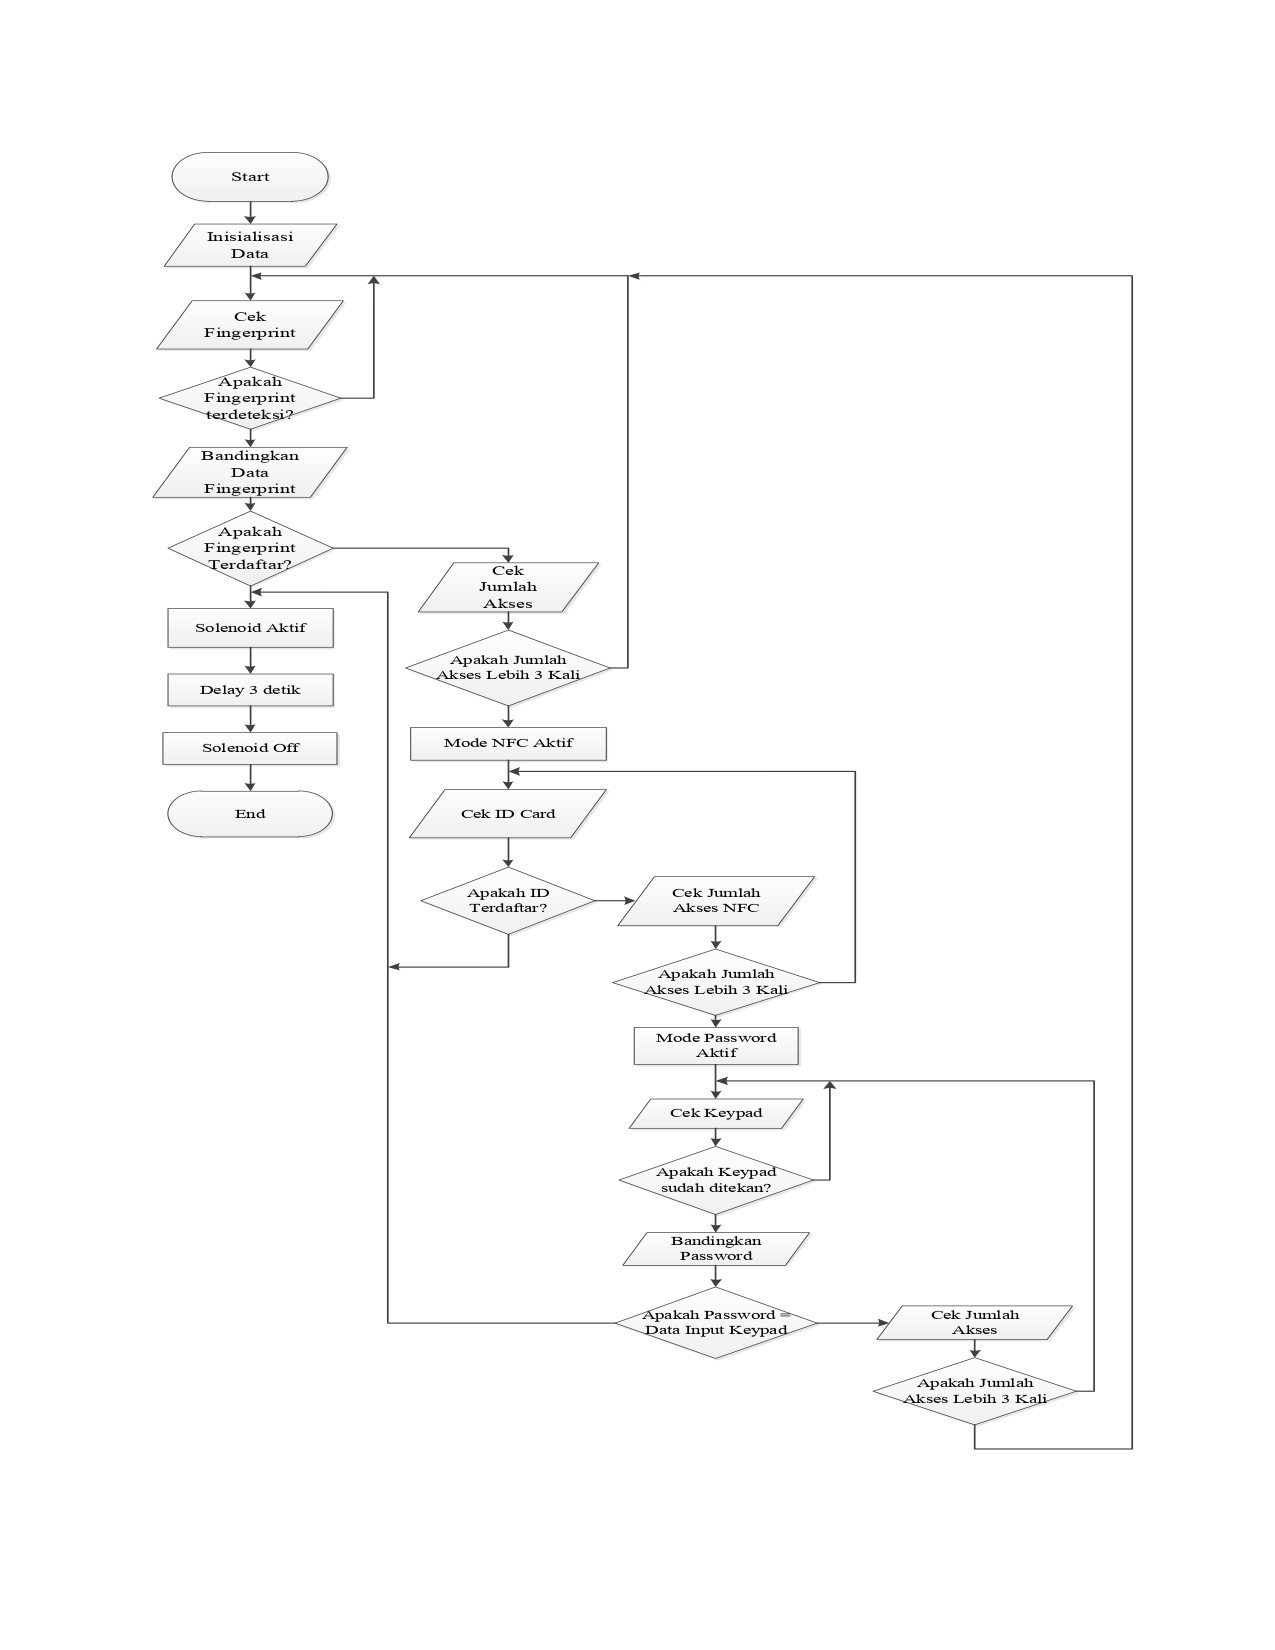 Start
Inisialisasi
Data
Cek
Fingerprint
Apakah
Fingerprint
terdeteksi?
Bandingkan
Data
Fingerprint
Apakah
Fingerprint
Terdaftar?
Solenoid Aktif
Delay 3 detik
Solenoid Off
End
Cek
Jumlah
Akses
Apakah Jumlah
Akses Lebih 3 Kali
Mode NFC Aktif
Cek ID Card
Apakah ID
Terdaftar?
Cek Jumlah
Akses NFC
Apakah Jumlah
Akses Lebih 3 Kali
Mode Password
Aktif
Cek Keypad
Apakah Keypad
sudah ditekan?
Bandingkan
Password
Apakah Password =
Data Input Keypad
Cek Jumlah
Akses
Apakah Jumlah
Akses Lebih 3 Kali